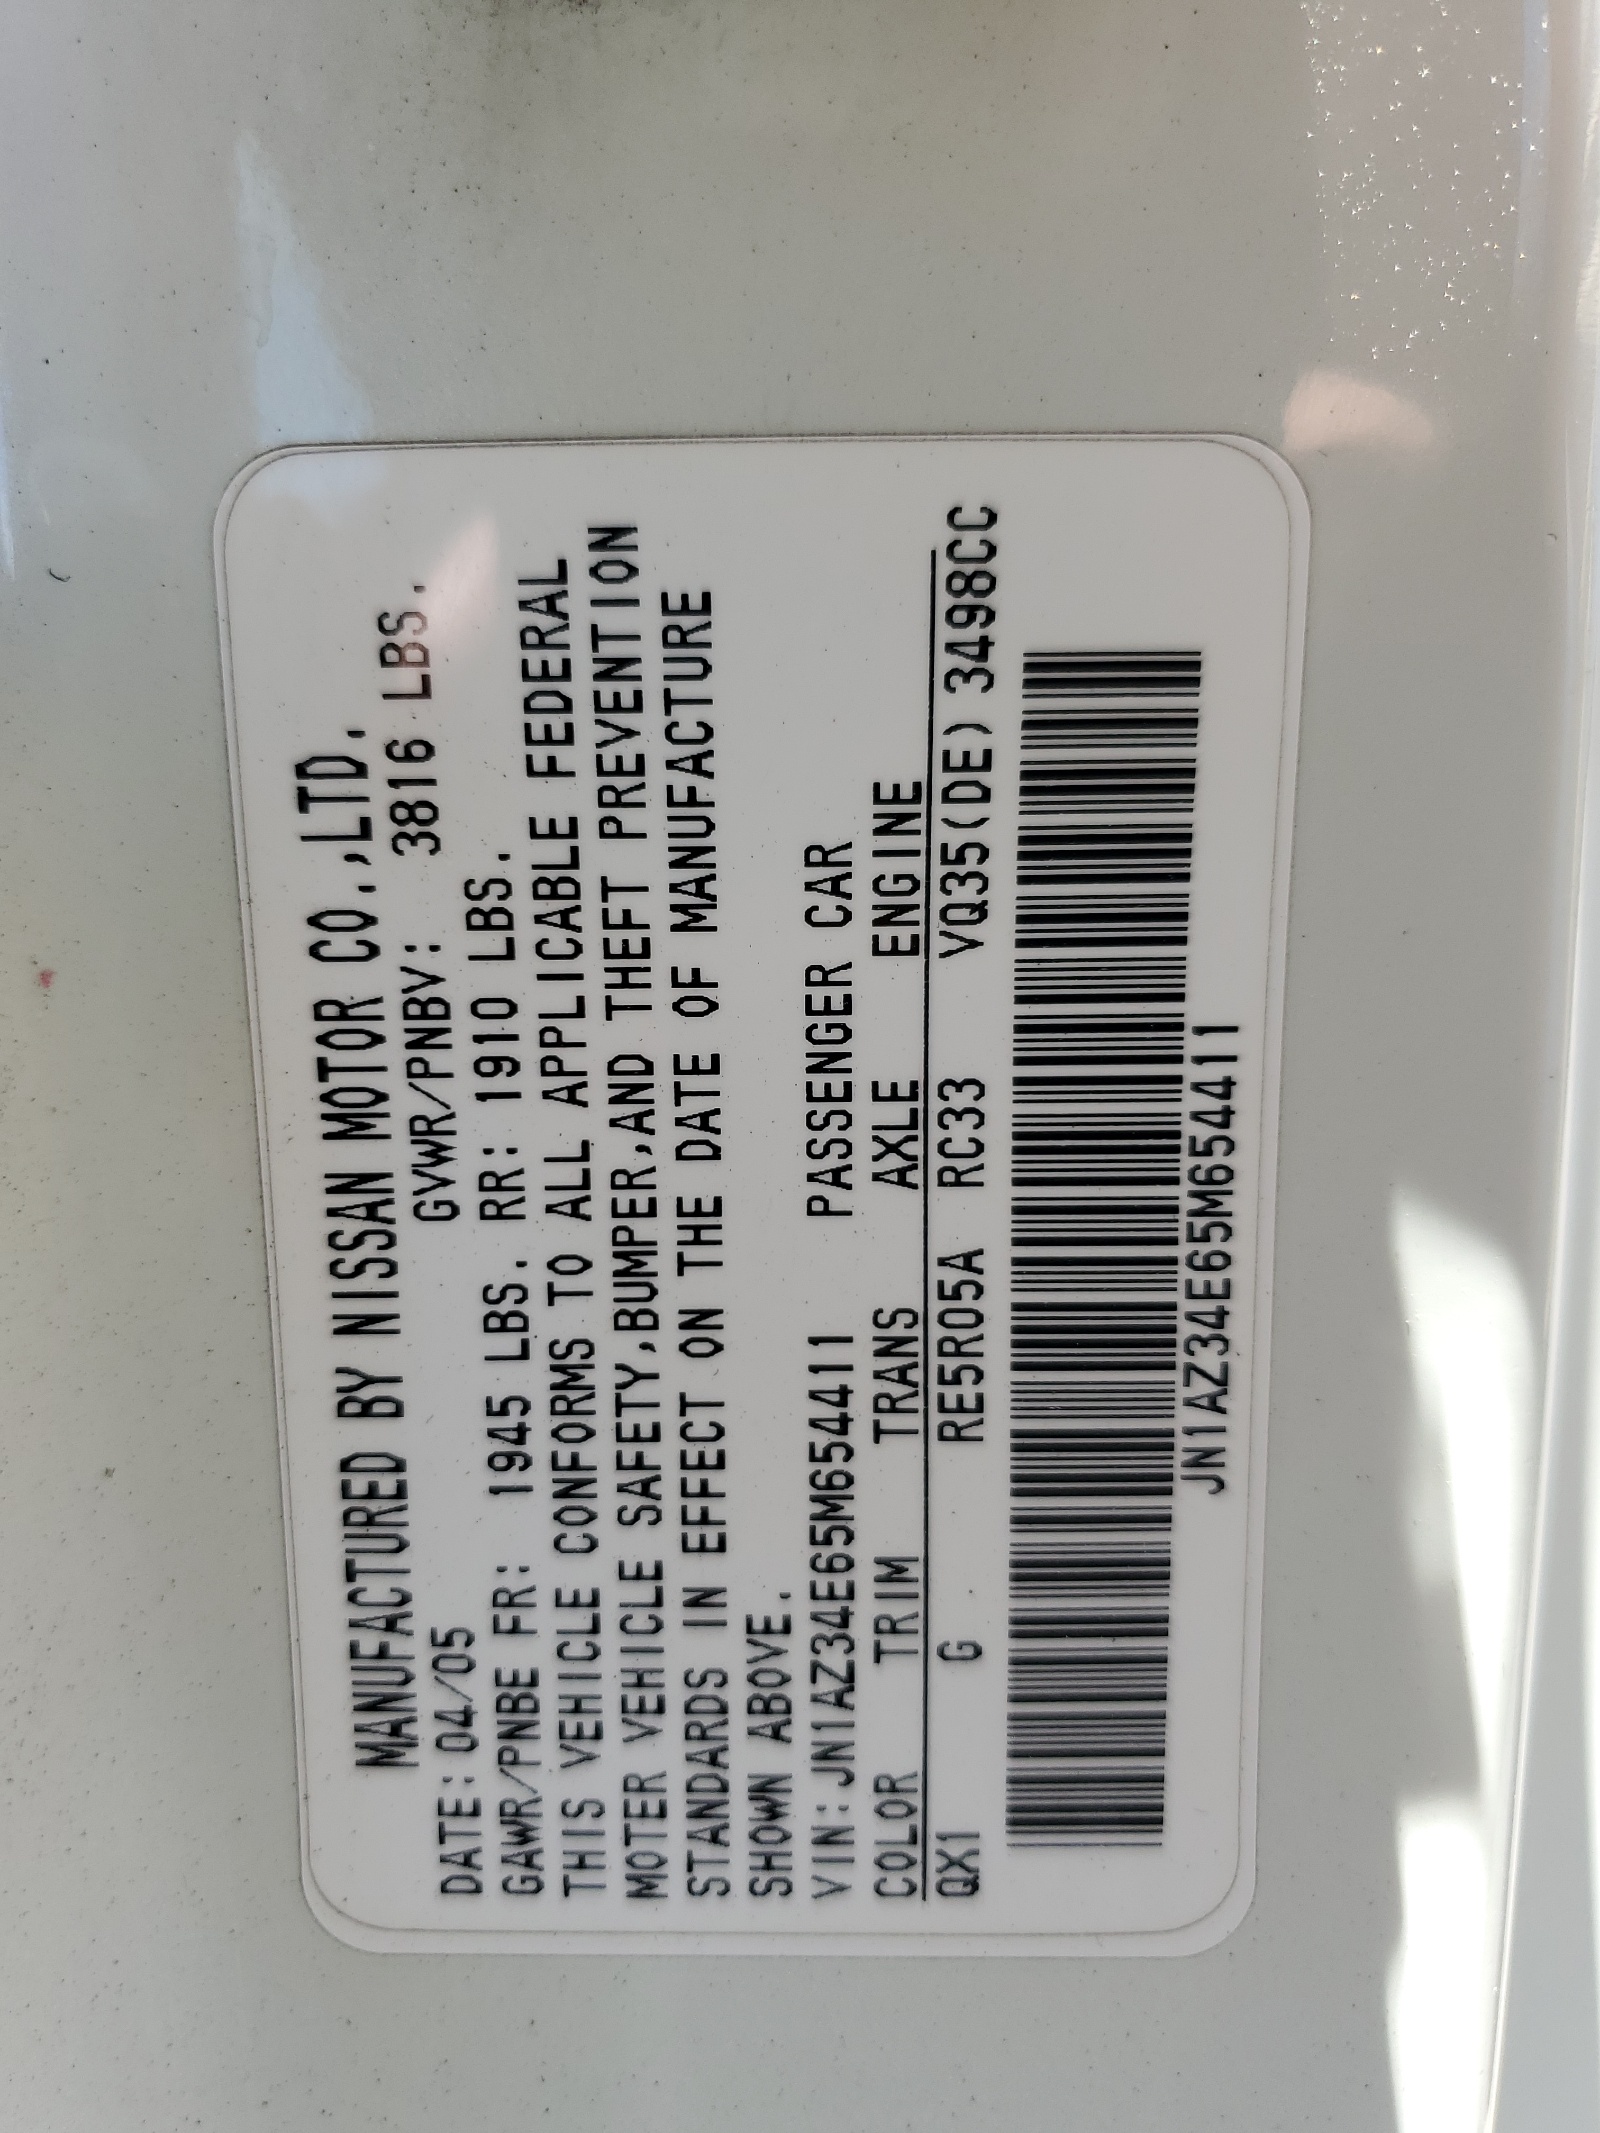 MANUFACTURED BY NISSAN MOTOR CO.,LTD.
DATE: 04/05 GVWR/PNBV: 3816 LBS.
GAWR/PNBE FR: 1945 LBS. RR: 1910 LBS.
THIS VEHICLE CONFORMS TO ALL APPLICABLE FEDERAL
MOTER VEHICLE SAFETY,BUMPER,AND THEFT PREVENTION
STANDARDS IN EFFECT ON THE DATE OF MANUFACTURE
SHOWN ABOVE.
VIN:JN1AZ34E65M654411 PASSENGER CAR
COLOR TRIM TRANS AXLE ENGINE
QX1 G RE5R05A RC33 VQ35(DE) 3498CC
JN1AZ34E65M654411